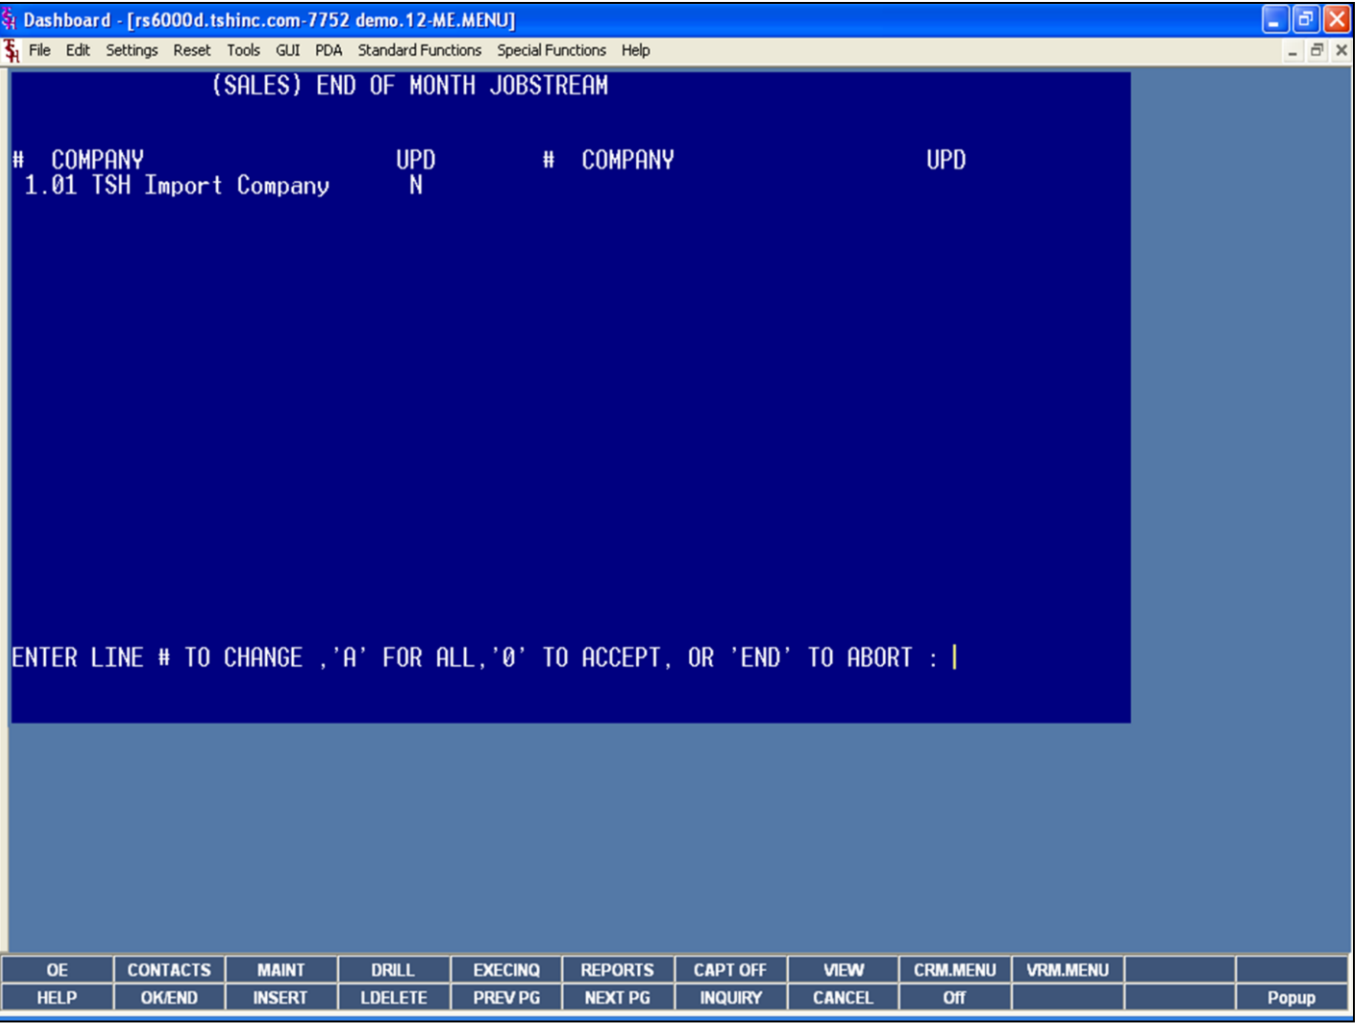 Dashboard - [rs6000d.tshinc.com-7752 demo.12-ME.MENU]
File Edit Settings Reset Tools GUI PDA Standard Functions Special Functions Help
(SALES) END OF MONTH JOBSTREAM
# COMPANY UPD # COMPANY UPD
1.01 TSH Import Company N
ENTER LINE # TO CHANGE ,'A' FOR ALL,'0' TO ACCEPT, OR 'END' TO ABORT :
OE CONTACTS MAINT DRILL EXECINQ REPORTS CAPT OFF VIEW CRM.MENU VRM.MENU
HELP OK/END INSERT LDELETE PREV PG NEXT PG INQUIRY CANCEL Off Popup